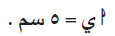 أ ي = ٥ سم .